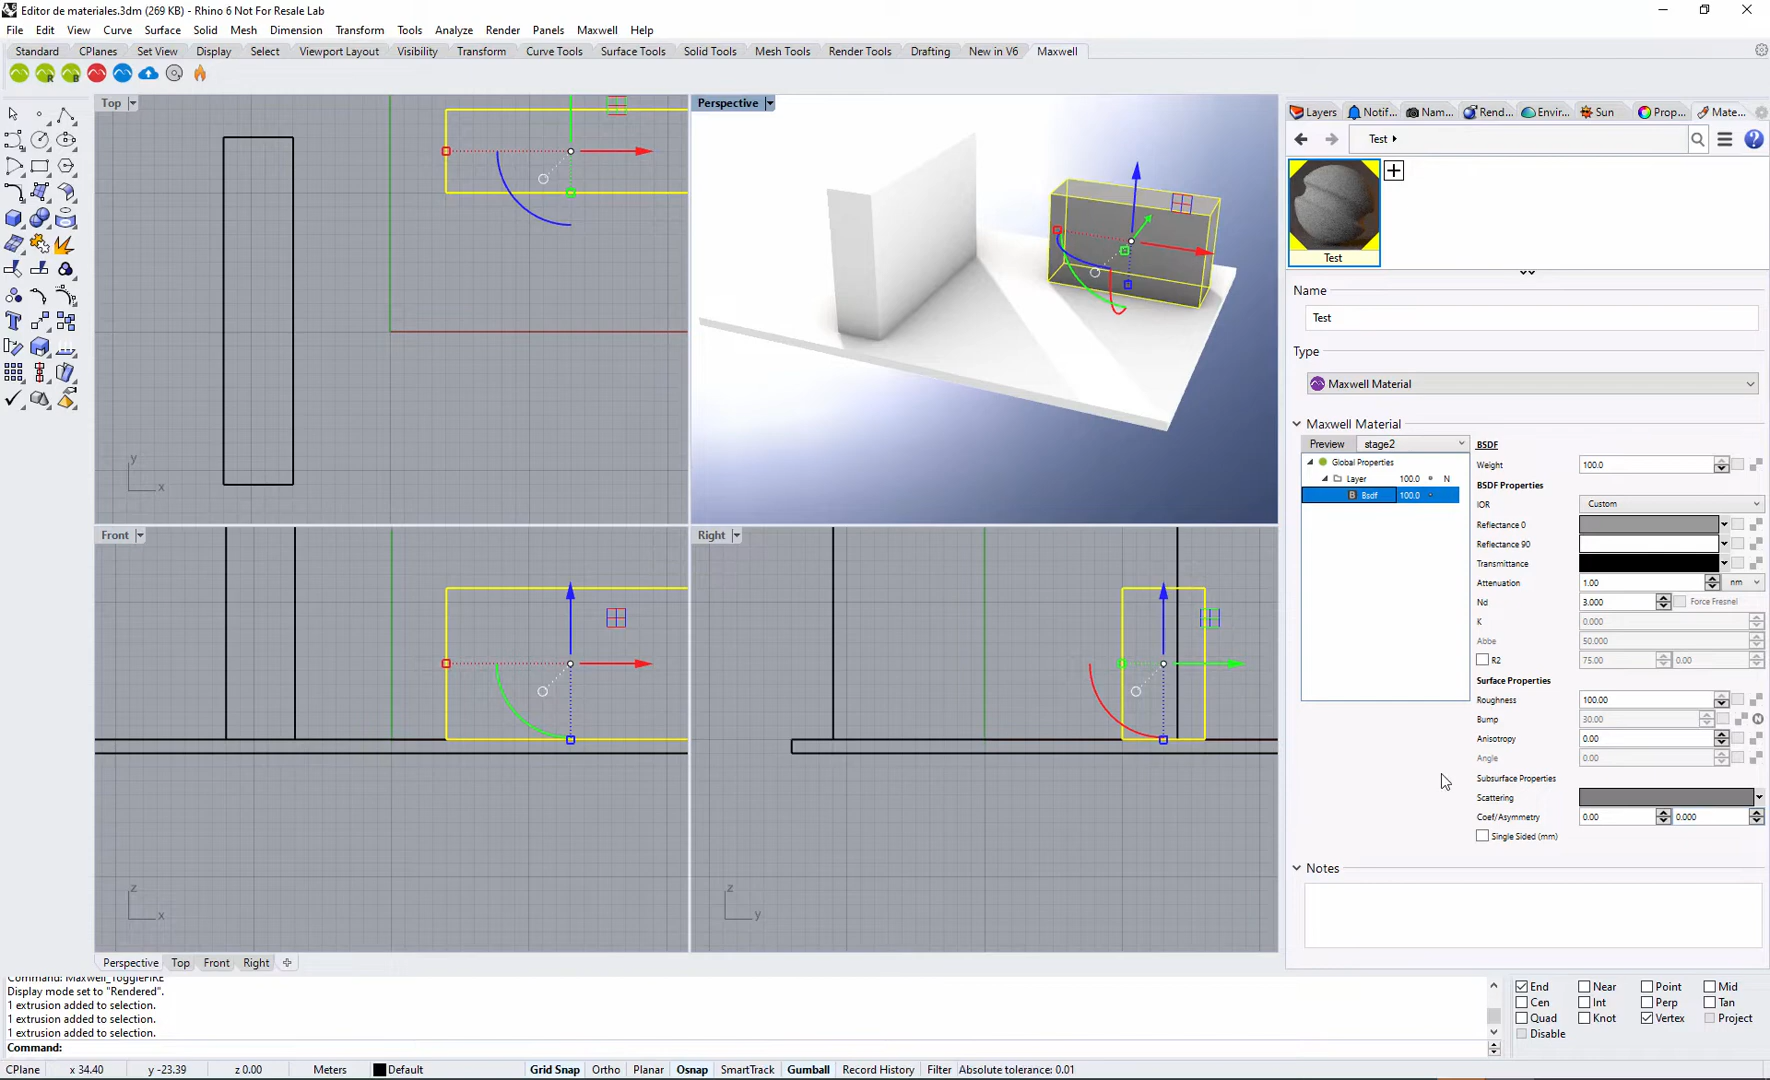 Editor de materiales.3dm (269 KB) - Rhino 6 Not For Resale Lab
File Edit View Curve Surface Solid Mesh Dimension Transform Tools Analyze Render Panels Maxwell Help
Standard CPlanes Set View Display Select Viewport Layout Visibility Transform Curve Tools Surface Tools Solid Tools Mesh Tools Render Tools Drafting New in V6 Maxwell
Top
Perspective
Layers Notif... Nam... Rend... Envir... Sun Prop... Mate...
Test
Test
Name
Test
Type
Maxwell Material
Maxwell Material
Preview stage2
Global Properties
Layer 100.0 N
B Bsdf 100.0
BSDF
Weight 100.0
BSDF Properties
IOR Custom
Reflectance 0
Reflectance 90
Transmittance
Attenuation 1.00 nm
Nd 3.000 Force Fresnel
K 0.000
Abbe 50.000
R2 75.00 0.00
Surface Properties
Roughness 100.00
Bump 30.00 N
Anisotropy 0.00
Angle 0.00
Subsurface Properties
Scattering
Coef/Asymmetry 0.00 0.000
Single Sided (mm)
Notes
y
x
Front
Right
z
x
z
y
Perspective Top Front Right
Display mode set to "Rendered".
1 extrusion added to selection.
1 extrusion added to selection.
1 extrusion added to selection.
Command:
End Near Point Mid
Cen Int Perp Tan
Quad Knot Vertex Project
Disable
CPlane x 34.40 y -23.39 z 0.00 Meters Default Grid Snap Ortho Planar Osnap SmartTrack Gumball Record History Filter Absolute tolerance: 0.01